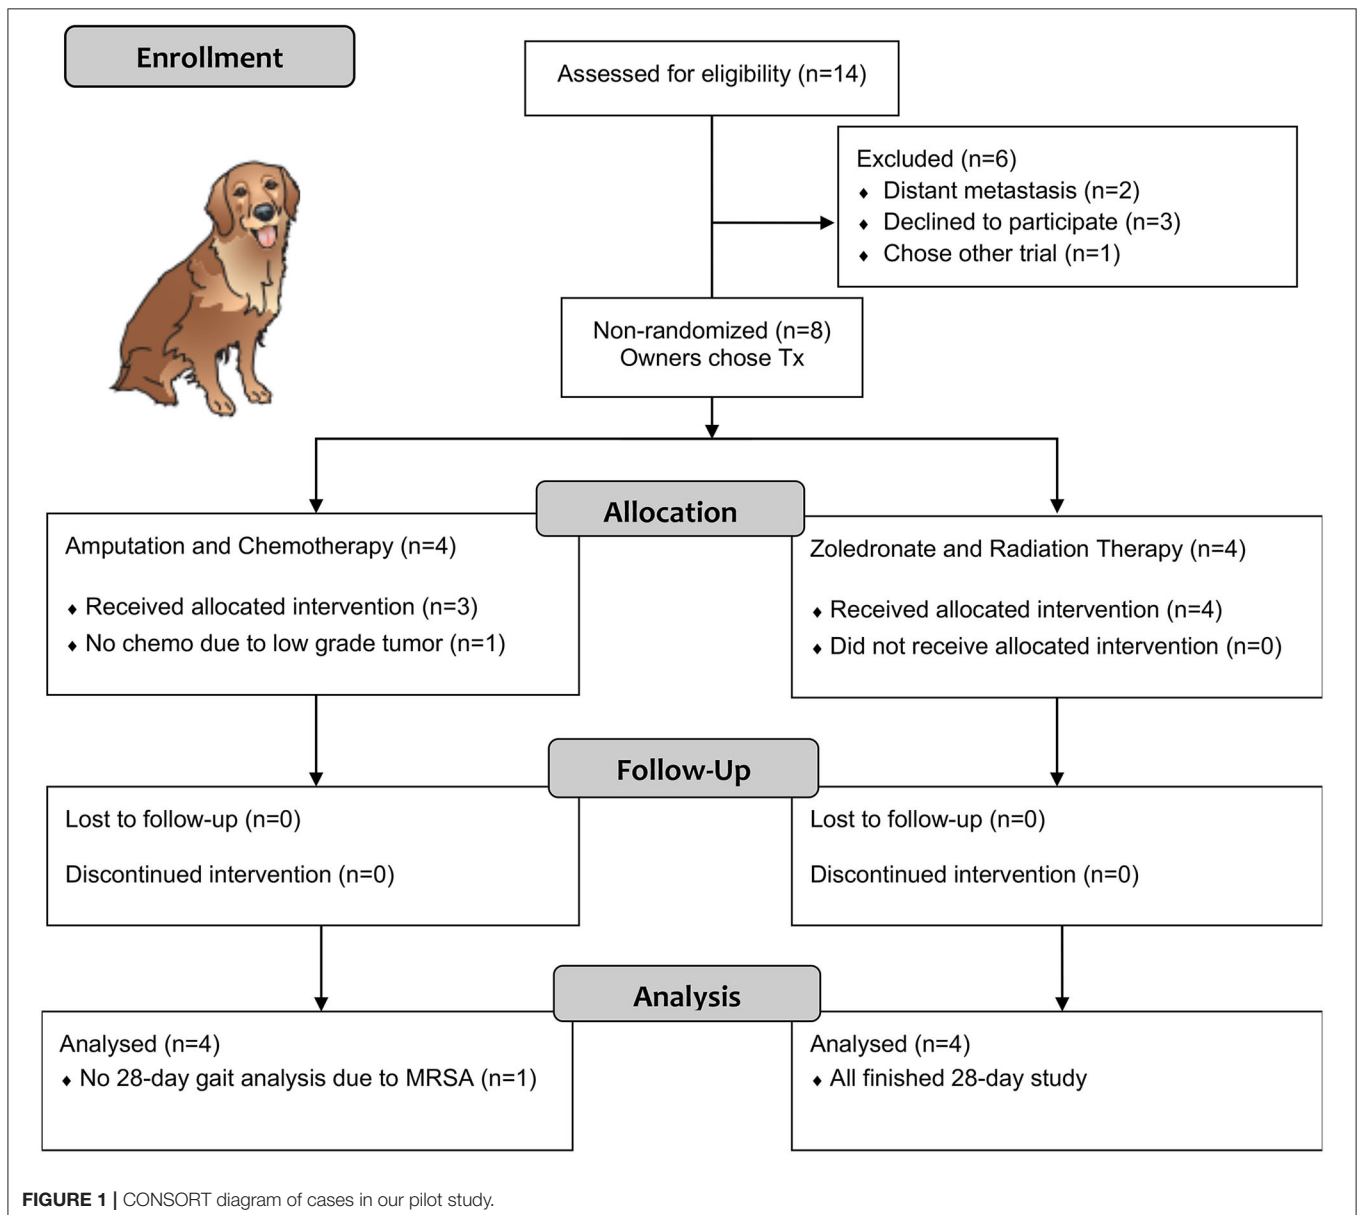 Enrollment
Assessed for eligibility (n=14)
Excluded (n=6)
♦ Distant metastasis (n=2)
♦ Declined to participate (n=3)
♦ Chose other trial (n=1)
Non-randomized (n=8)
Owners chose Tx
Allocation
Amputation and Chemotherapy (n=4)
♦ Received allocated intervention (n=3)
♦ No chemo due to low grade tumor (n=1)
Zoledronate and Radiation Therapy (n=4)
♦ Received allocated intervention (n=4)
♦ Did not receive allocated intervention (n=0)
Follow-Up
Lost to follow-up (n=0)
Discontinued intervention (n=0)
Lost to follow-up (n=0)
Discontinued intervention (n=0)
Analysis
Analysed (n=4)
♦ No 28-day gait analysis due to MRSA (n=1)
Analysed (n=4)
♦ All finished 28-day study
FIGURE 1 | CONSORT diagram of cases in our pilot study.